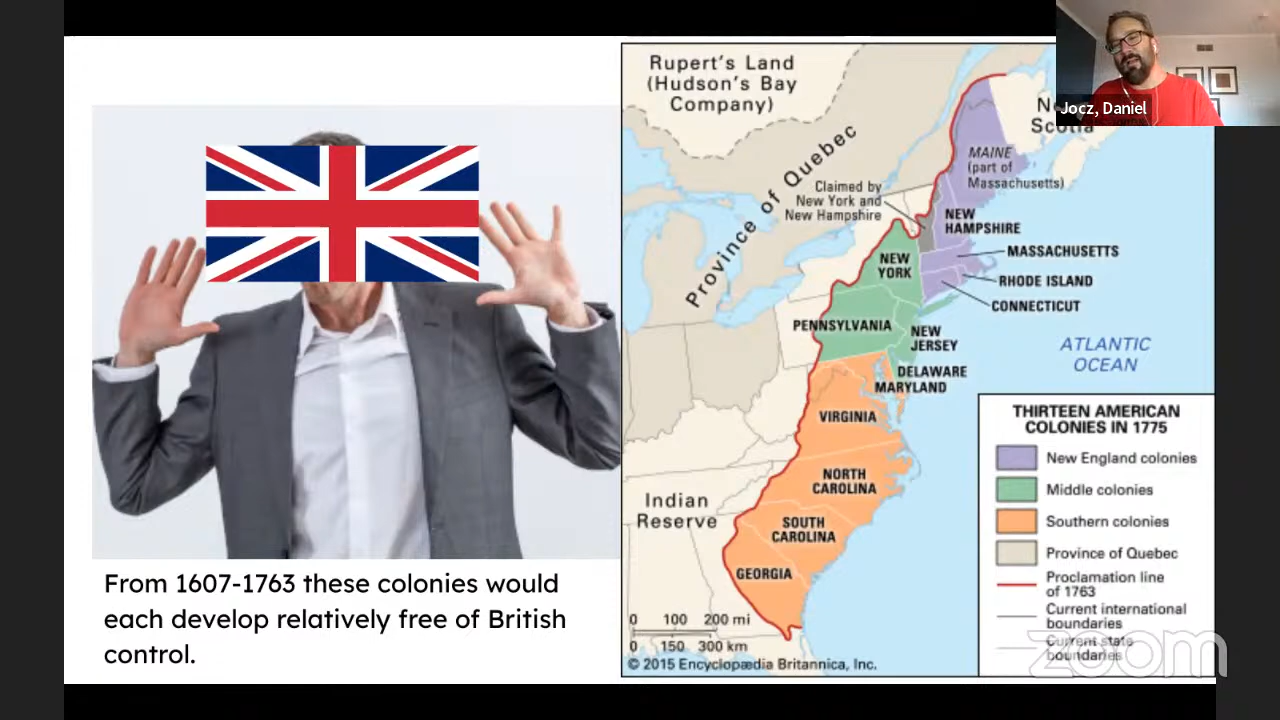 From 1607-1763 these colonies would
each develop relatively free of British
control.
Rupert's Land
(Hudson's Bay
Company)
Province of Quebec
Claimed by
New York and
New Hampshire
MAINE
(part of
Massachusetts)
Scotia
NEW
HAMPSHIRE
MASSACHUSETTS
RHODE ISLAND
CONNECTICUT
NEW
YORK
PENNSYLVANIA
NEW
JERSEY
DELAWARE
MARYLAND
VIRGINIA
ATLANTIC
OCEAN
NORTH
CAROLINA
SOUTH
CAROLINA
GEORGIA
Indian
Reserve
0 100 200 mi
0 150 300 km
© 2015 Encyclopædia Britannica, Inc.
THIRTEEN AMERICAN
COLONIES IN 1775
New England colonies
Middle colonies
Southern colonies
Province of Quebec
Proclamation line
of 1763
Current international
boundaries
Current state
boundaries
Jocz, Daniel
zoom